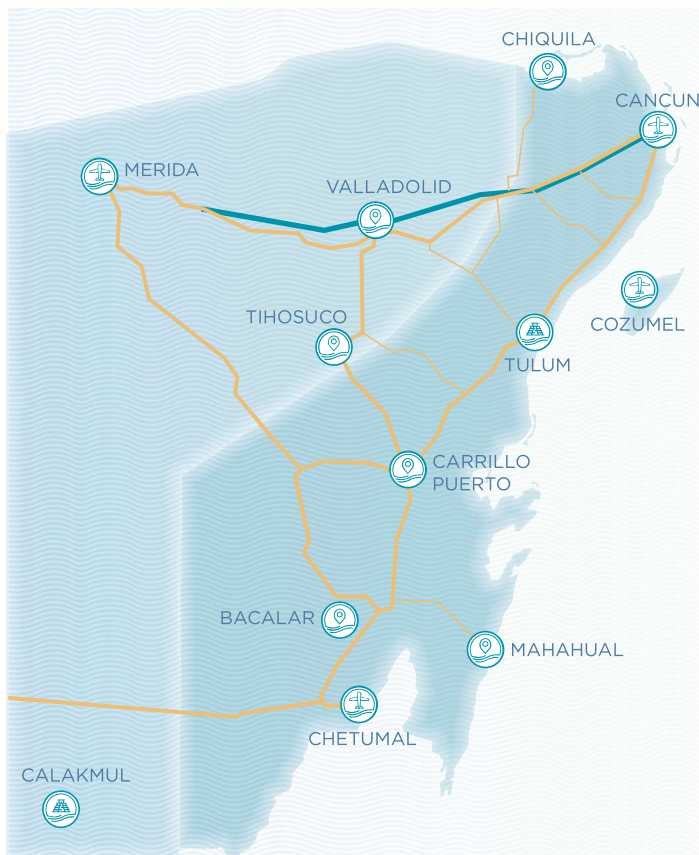 CHIQUILA
CANCUN
MERIDA
VALLADOLID
TIHOSUCO
COZUMEL
TULUM
CARRILLO
PUERTO
BACALAR
MAHAHUAL
CHETUMAL
CALAKMUL